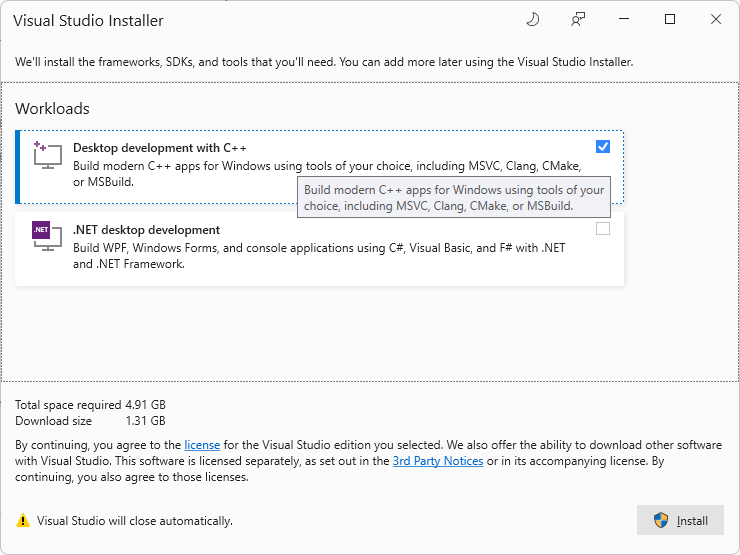 Visual Studio Installer
We'll install the frameworks, SDKs, and tools that you'll need. You can add more later using the Visual Studio Installer.
Workloads
Desktop development with C++
Build modern C++ apps for Windows using tools of your choice, including MSVC, Clang, CMake,
or MSBuild.
Build modern C++ apps for Windows using tools of your
choice, including MSVC, Clang, CMake, or MSBuild.
.NET
.NET desktop development
Build WPF, Windows Forms, and console applications using C#, Visual Basic, and F# with .NET
and .NET Framework.
Total space required 4.91 GB
Download size 1.31 GB
By continuing, you agree to the license for the Visual Studio edition you selected. We also offer the ability to download other software
with Visual Studio. This software is licensed separately, as set out in the 3rd Party Notices or in its accompanying license. By
continuing, you also agree to those licenses.
Visual Studio will close automatically.
Install